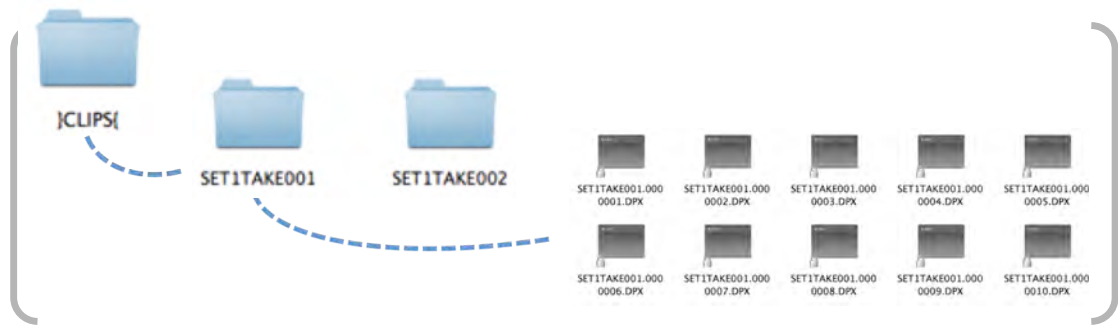 ]CLIPS[
SET1TAKE001
SET1TAKE002
SET1TAKE001.000
0001.DPX
SET1TAKE001.000
0002.DPX
SET1TAKE001.000
0003.DPX
SET1TAKE001.000
0004.DPX
SET1TAKE001.000
0005.DPX
SET1TAKE001.000
0006.DPX
SET1TAKE001.000
0007.DPX
SET1TAKE001.000
0008.DPX
SET1TAKE001.000
0009.DPX
SET1TAKE001.000
0010.DPX